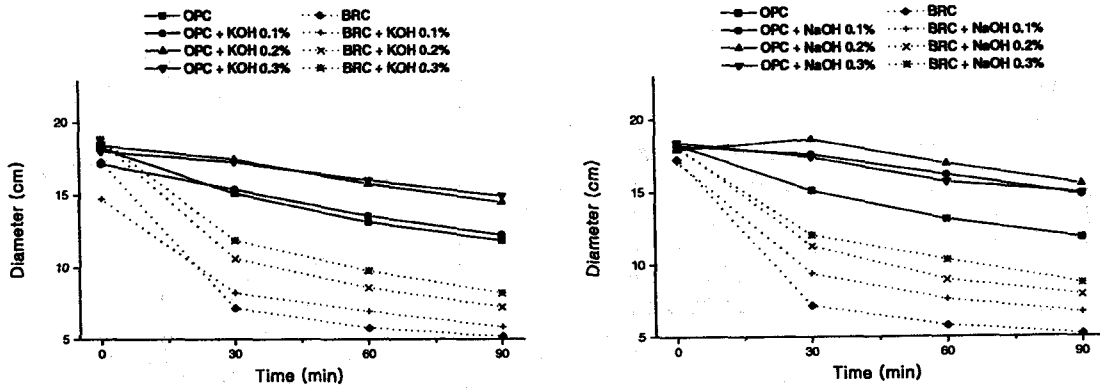 OPC
OPC + KOH 0.1%
OPC + KOH 0.2%
OPC + KOH 0.3%
BRC
BRC + KOH 0.1%
BRC + KOH 0.2%
BRC + KOH 0.3%
Diameter (cm)
20
15
10
5
0
30
60
90
Time (min)
OPC
OPC + NaOH 0.1%
OPC + NaOH 0.2%
OPC + NaOH 0.3%
BRC
BRC + NaOH 0.1%
BRC + NaOH 0.2%
BRC + NaOH 0.3%
Diameter (cm)
20
15
10
5
0
30
60
90
Time (min)